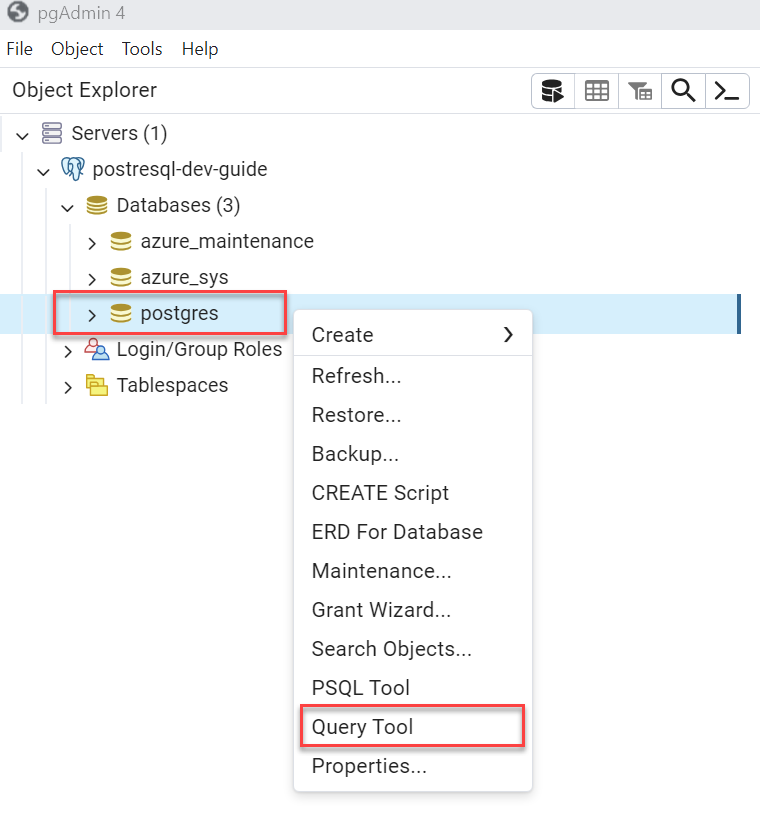 pgAdmin 4
File Object Tools Help
Object Explorer
Servers (1)
postresql-dev-guide
Databases (3)
azure_maintenance
azure_sys
postgres
Login/Group Roles
Tablespaces
Create
Refresh...
Restore...
Backup...
CREATE Script
ERD For Database
Maintenance...
Grant Wizard...
Search Objects...
PSQL Tool
Query Tool
Properties...